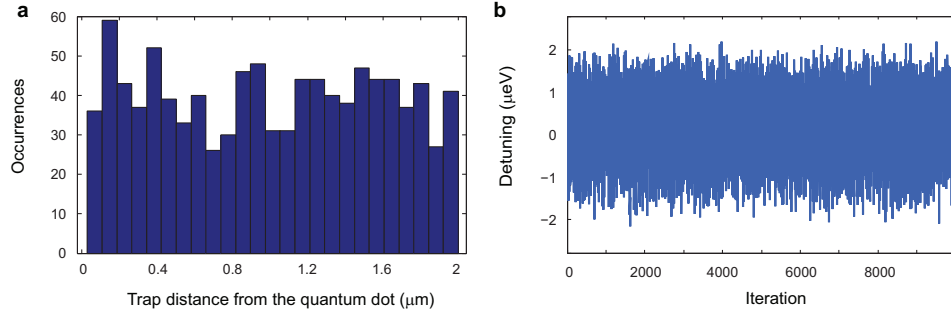 a
60
50
40
30
20
10
0
Occurrences
0 0.4 0.8 1.2 1.6 2
Trap distance from the quantum dot (μm)
b
2
1
0
−1
−2
Detuning (μeV)
0 2000 4000 6000 8000
Iteration